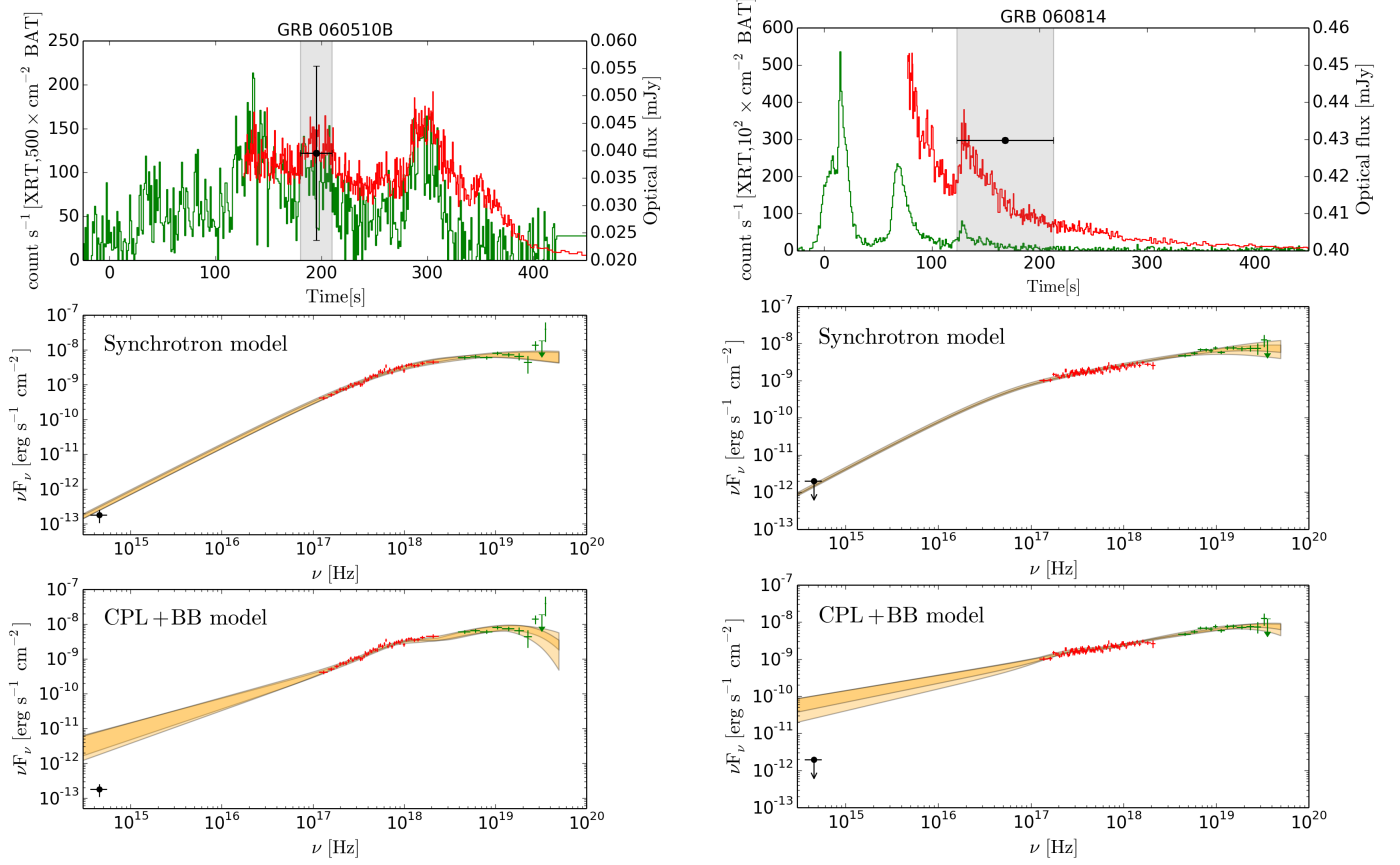 GRB 060510B
count s⁻¹ [XRT, 500 × cm⁻² BAT]
250
200
150
100
50
0
0.060
0.055
0.050
0.045
0.040
0.035
0.030
0.025
0.020
Optical flux [mJy]
0 100 200 300 400
Time[s]
GRB 060814
count s⁻¹ [XRT, 10² × cm⁻² BAT]
600
500
400
300
200
100
0
0.46
0.45
0.44
0.43
0.42
0.41
0.40
Optical flux [mJy]
0 100 200 300 400
Time[s]
Synchrotron model
νFν [erg s⁻¹ cm⁻²]
10⁻⁷
10⁻⁸
10⁻⁹
10⁻¹⁰
10⁻¹¹
10⁻¹²
10⁻¹³
10¹⁵ 10¹⁶ 10¹⁷ 10¹⁸ 10¹⁹ 10²⁰
ν [Hz]
Synchrotron model
νFν [erg s⁻¹ cm⁻²]
10⁻⁷
10⁻⁸
10⁻⁹
10⁻¹⁰
10⁻¹¹
10⁻¹²
10⁻¹³
10¹⁵ 10¹⁶ 10¹⁷ 10¹⁸ 10¹⁹ 10²⁰
ν [Hz]
CPL+BB model
νFν [erg s⁻¹ cm⁻²]
10⁻⁷
10⁻⁸
10⁻⁹
10⁻¹⁰
10⁻¹¹
10⁻¹²
10⁻¹³
10¹⁵ 10¹⁶ 10¹⁷ 10¹⁸ 10¹⁹ 10²⁰
ν [Hz]
CPL+BB model
νFν [erg s⁻¹ cm⁻²]
10⁻⁷
10⁻⁸
10⁻⁹
10⁻¹⁰
10⁻¹¹
10⁻¹²
10⁻¹³
10¹⁵ 10¹⁶ 10¹⁷ 10¹⁸ 10¹⁹ 10²⁰
ν [Hz]